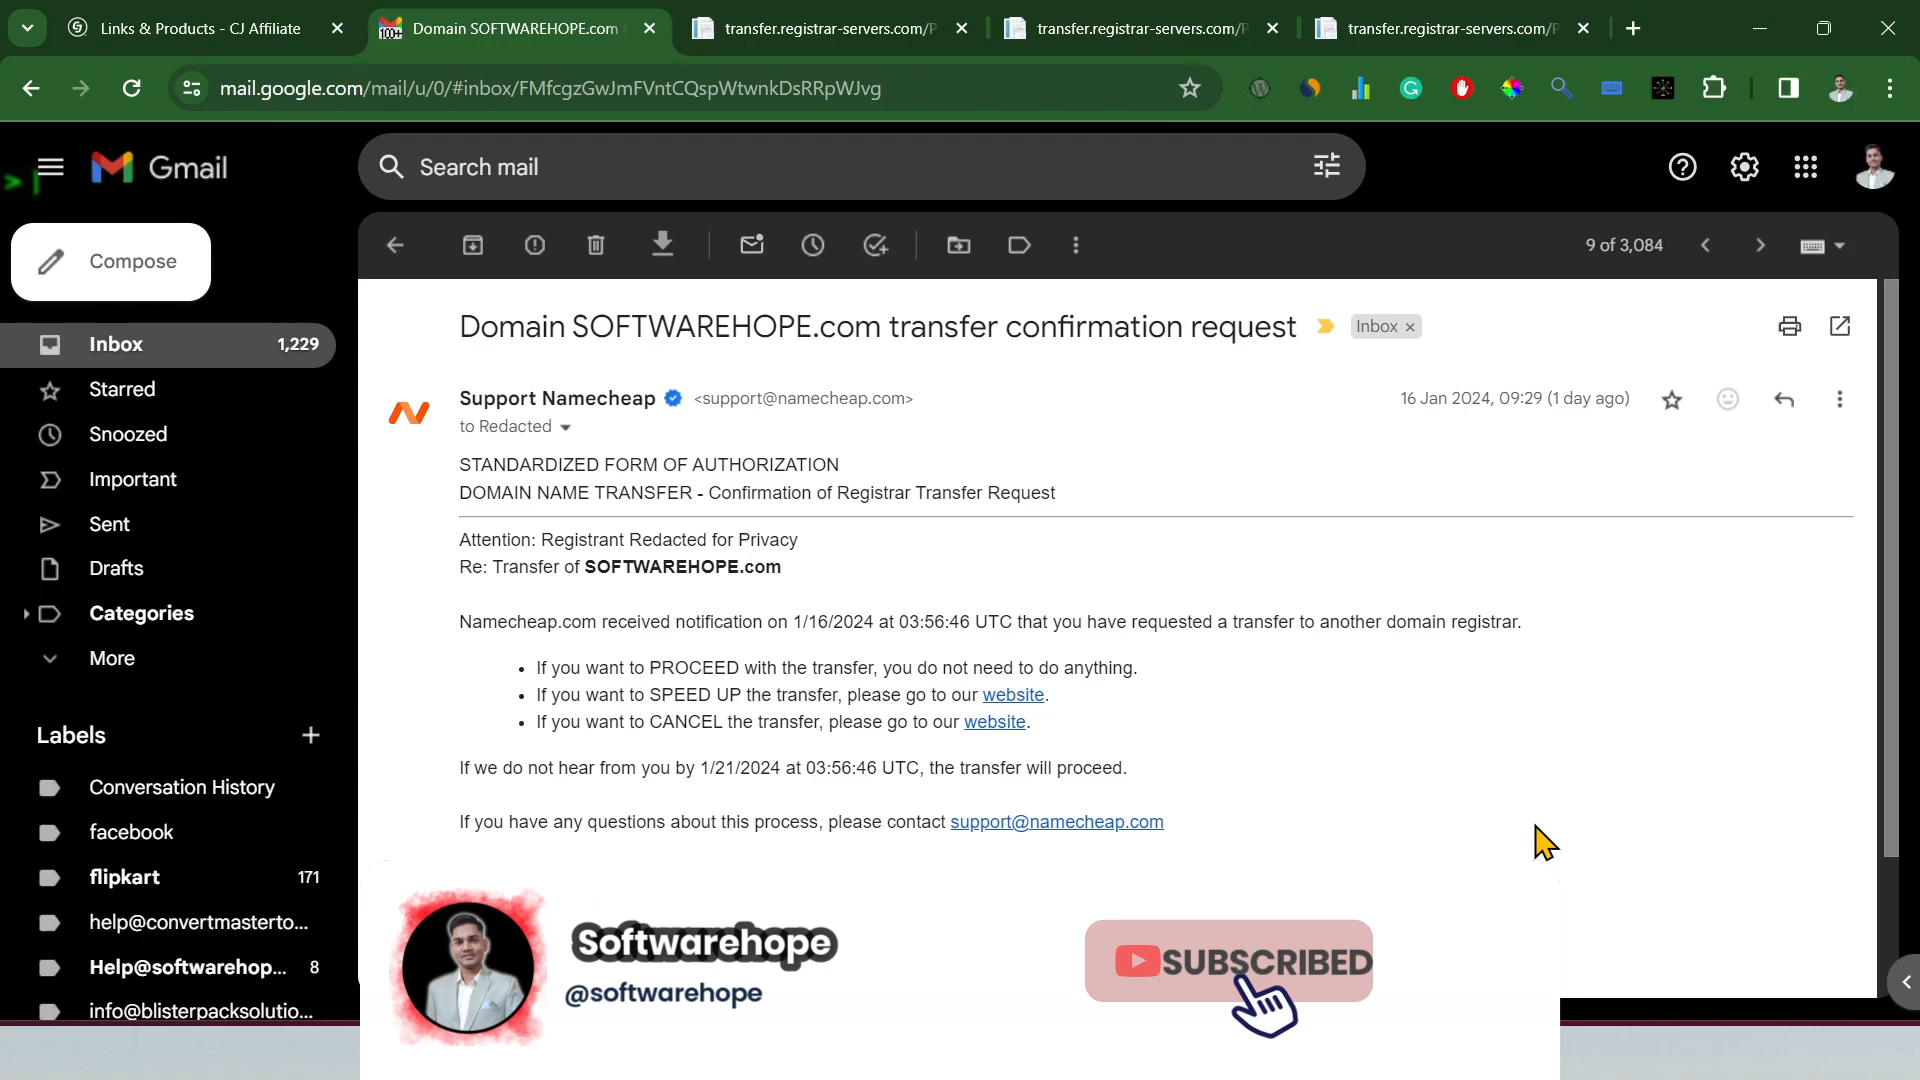 Links & Products - CJ Affiliate
Domain SOFTWAREHOPE.com
transfer.registrar-servers.com/P
transfer.registrar-servers.com/P
transfer.registrar-servers.com/P
mail.google.com/mail/u/0/#inbox/FMfcgzGwJmFVntCQspWtwnkDsRRpWJvg
Gmail
Search mail
Compose
9 of 3,084
Inbox 1,229
Starred
Snoozed
Important
Sent
Drafts
Categories
More
Labels
Conversation History
facebook
flipkart 171
help@convertmasterto...
Help@softwarehop... 8
info@blisterpacksolutio...
Domain SOFTWAREHOPE.com transfer confirmation request
Inbox
Support Namecheap <support@namecheap.com>
16 Jan 2024, 09:29 (1 day ago)
to Redacted
STANDARDIZED FORM OF AUTHORIZATION
DOMAIN NAME TRANSFER - Confirmation of Registrar Transfer Request
Attention: Registrant Redacted for Privacy
Re: Transfer of SOFTWAREHOPE.com
Namecheap.com received notification on 1/16/2024 at 03:56:46 UTC that you have requested a transfer to another domain registrar.
• If you want to PROCEED with the transfer, you do not need to do anything.
• If you want to SPEED UP the transfer, please go to our website.
• If you want to CANCEL the transfer, please go to our website.
If we do not hear from you by 1/21/2024 at 03:56:46 UTC, the transfer will proceed.
If you have any questions about this process, please contact support@namecheap.com
Softwarehope
@softwarehope
SUBSCRIBED
100+